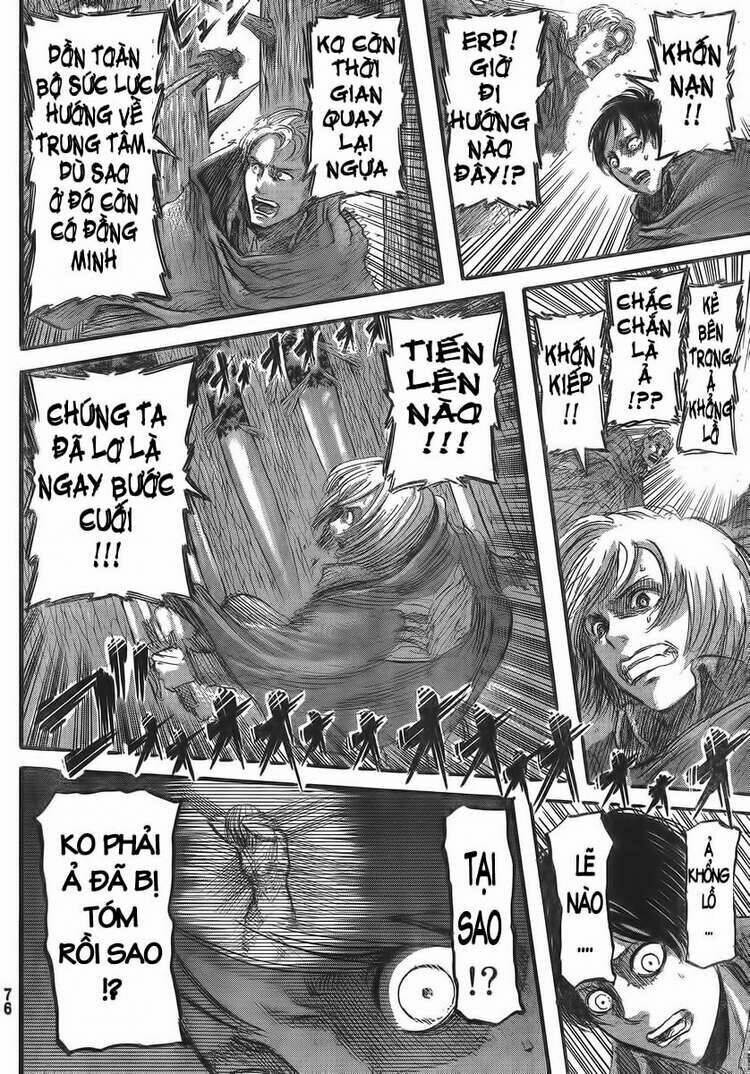 KHỐN
NẠN !!
ERD!
GIỜ
ĐI
HƯỚNG
NÀO
ĐÂY!?
KO CÒN
THỜI
GIAN
QUAY
LẠI
NGỰA
DỒN TOÀN
BỘ SỨC LỰC
HƯỚNG VỀ
TRUNG TÂM..
DÙ SAO
Ở ĐÓ CÒN
CÓ ĐỒNG
MINH
KẺ
BÊN
TRONG
Ả
KHỔNG
LỒ
CHẮC
CHẮN
LÀ
Ả
!??
KHỐN
KIẾP
!!
TIẾN
LÊN
NÀO
!!!
CHÚNG TA
ĐÃ LƠ LÀ
NGAY BƯỚC
CUỐI
!!!
Ả
KHỔNG
LỒ
...
LẼ
NÀO
....
TẠI
SAO
!?
KO PHẢI
Ả ĐÃ BỊ
TÓM
RỒI SAO
!?
76